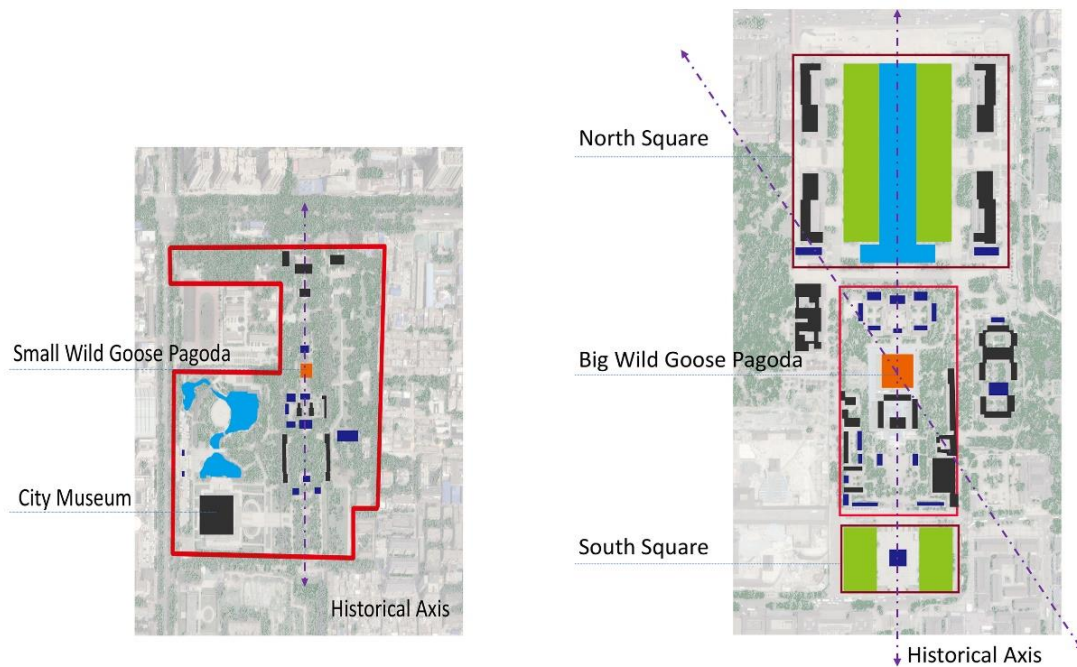 Small Wild Goose Pagoda
City Museum
Historical Axis
North Square
Big Wild Goose Pagoda
South Square
Historical Axis